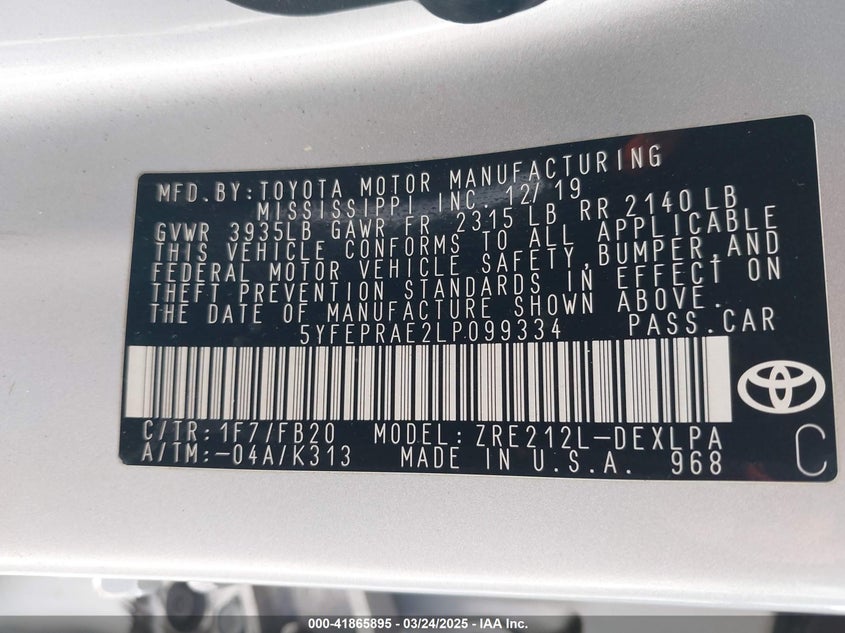 MFD.BY:TOYOTA MOTOR MANUFACTURING
MISSISSIPPI INC. 12/19
GVWR 3935LB GAWR FR 2315 LB RR 2140 LB
THIS VEHICLE CONFORMS TO ALL APPLICABLE
FEDERAL MOTOR VEHICLE SAFETY,BUMPER,AND
THEFT PREVENTION STANDARDS IN EFFECT ON
THE DATE OF MANUFACTURE SHOWN ABOVE.
5YFEPRAE2LP099334 PASS.CAR
C/TR:1F7/FB20 MODEL:ZRE212L-DEXLPA
A/TM:-04A/K313 MADE IN U.S.A. 968
C
000-41865895 | 03/24/2025 | IAA Inc.